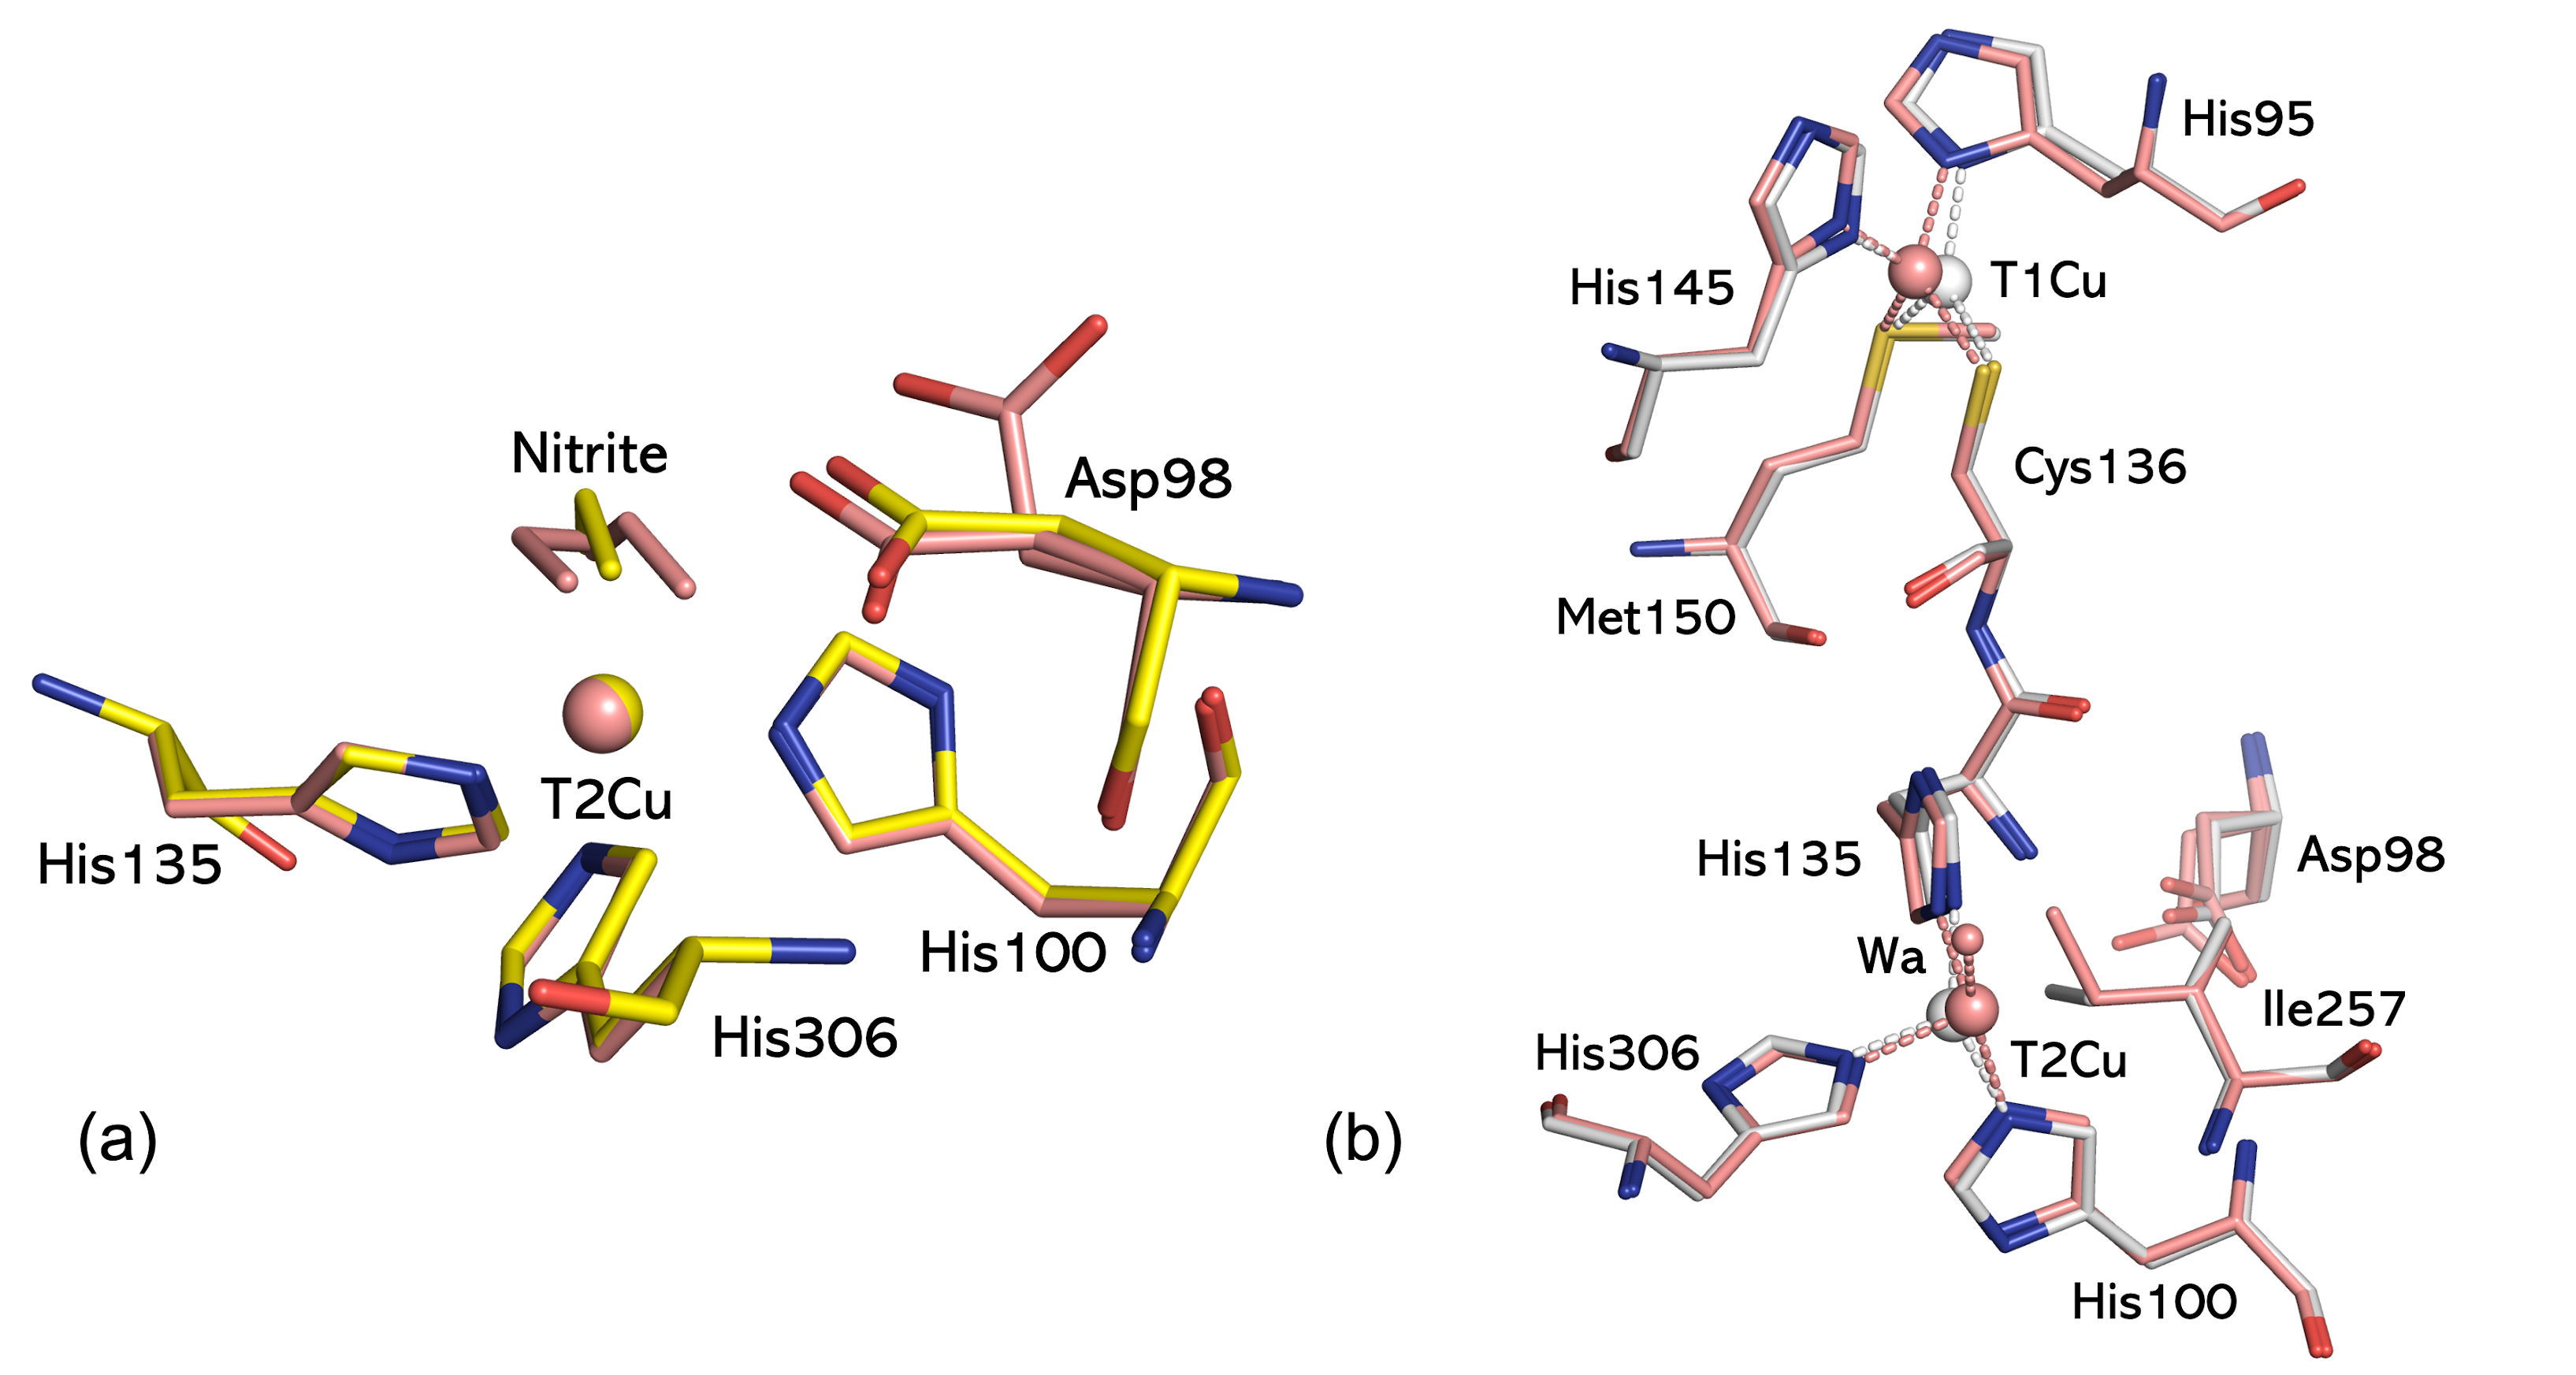 Nitrite
Asp98
T2Cu
His135
His100
His306
(a)
His95
His145
T1Cu
Cys136
Met150
His135
Asp98
Wa
Ile257
His306
T2Cu
His100
(b)